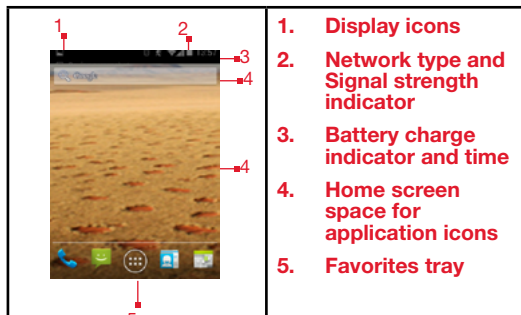 1
2
3
Google
4
4
1. Display icons
2. Network type and
Signal strength
indicator
3. Battery charge
indicator and time
4. Home screen
space for
application icons
5. Favorites tray